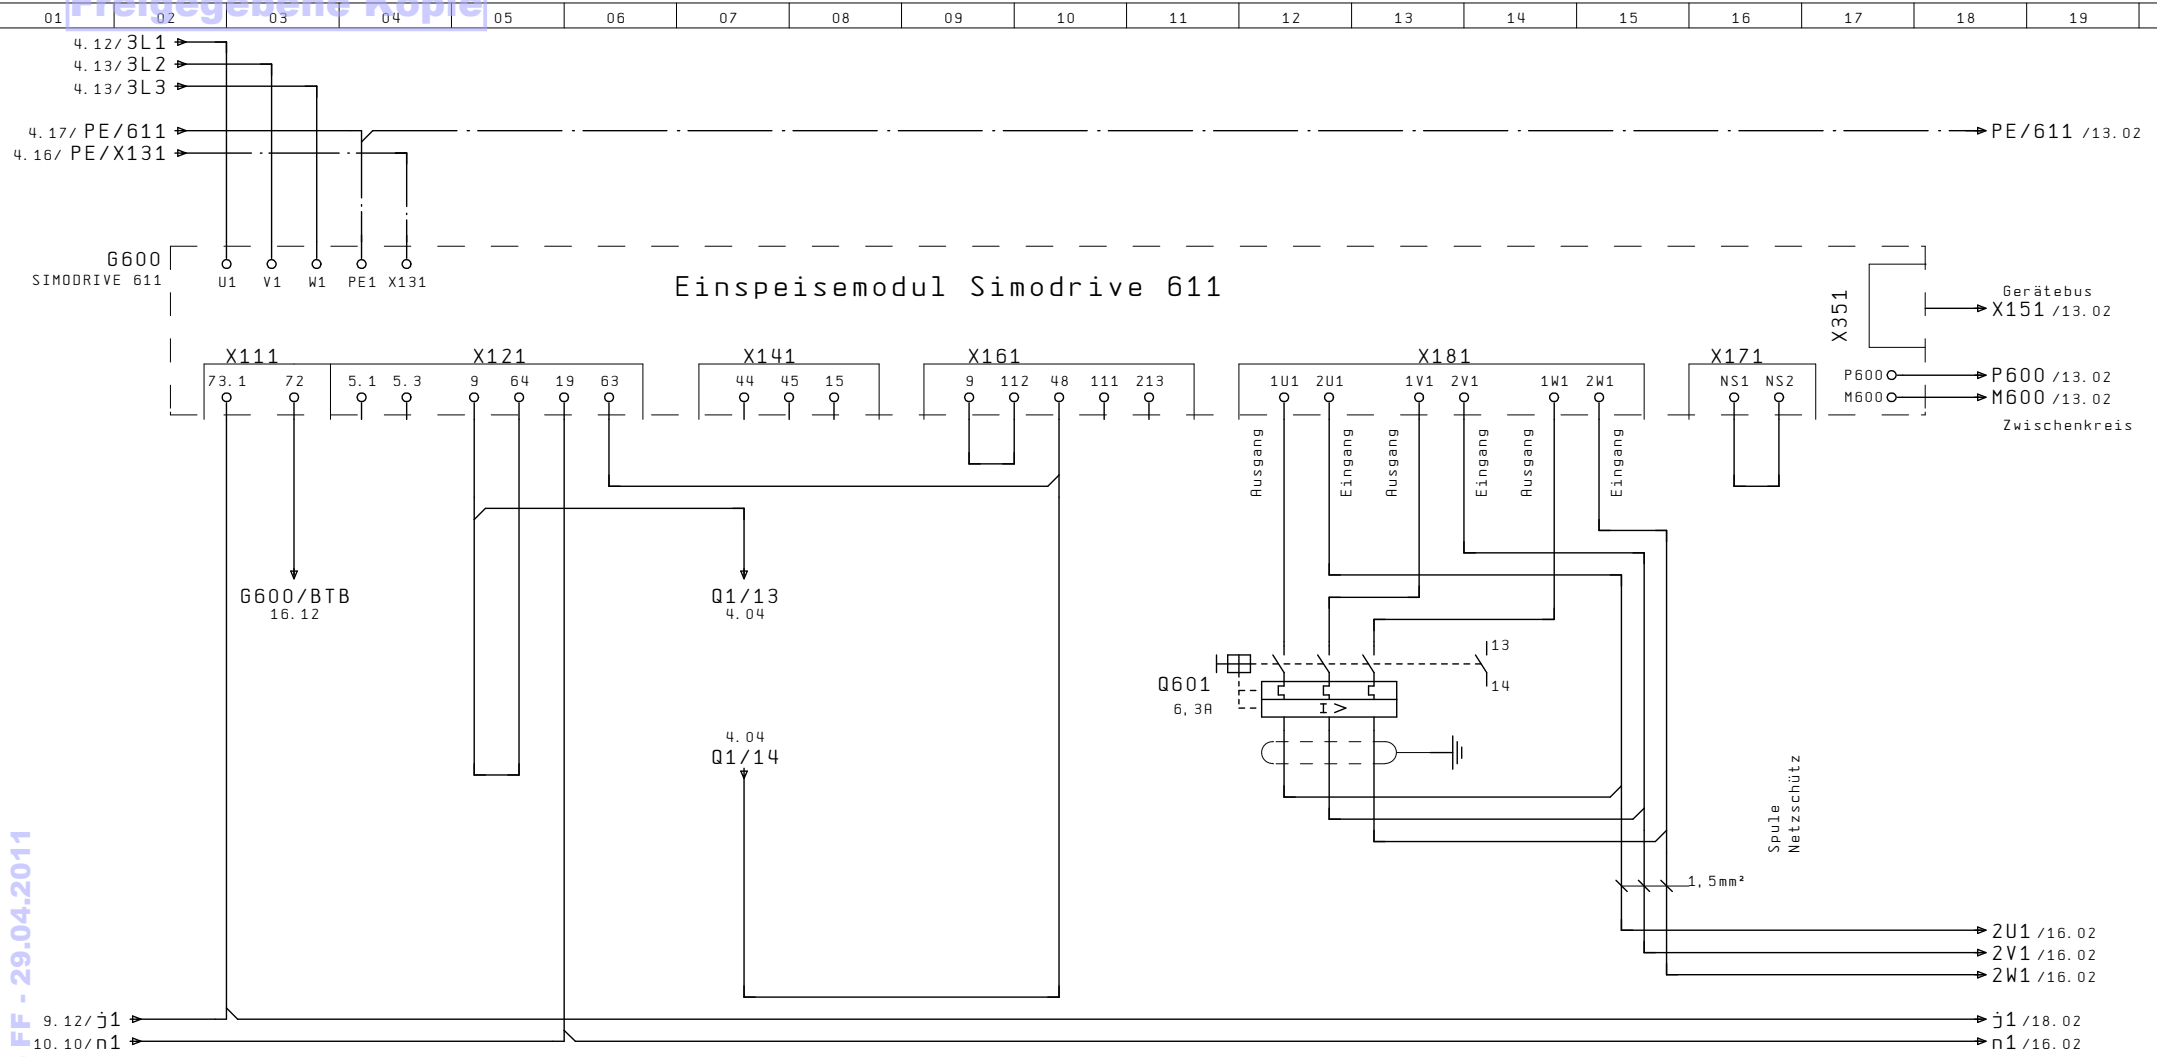 Freigegebene Kopie
01 02 03 04 05 06 07 08 09 10 11 12 13 14 15 16 17 18 19
4.12/ 3L1
4.13/ 3L2
4.13/ 3L3
4.17/ PE/611
PE/611 /13.02
4.16/ PE/X131
G600
SIMODRIVE 611
U1 V1 W1 PE1 X131
Einspeisemodul Simodrive 611
X351
Gerätebus
X151 /13.02
X111 X121 X141 X161 X181 X171
73.1 72 5.1 5.3 9 64 19 63 44 45 15 9 112 48 111 213 1U1 2U1 1V1 2V1 1W1 2W1 NS1 NS2
P600 P600 /13.02
M600 M600 /13.02
Zwischenkreis
Ausgang Eingang Ausgang Eingang Ausgang Eingang
G600/BTB
16.12
Q1/13
4.04
13
14
Q601
6,3A
I >
4.04
Q1/14
Spule
Netzschütz
1,5mm²
FF - 29.04.2011
2U1 /16.02
2V1 /16.02
2W1 /16.02
9.12/ j1
j1 /18.02
10.10/ n1
n1 /16.02